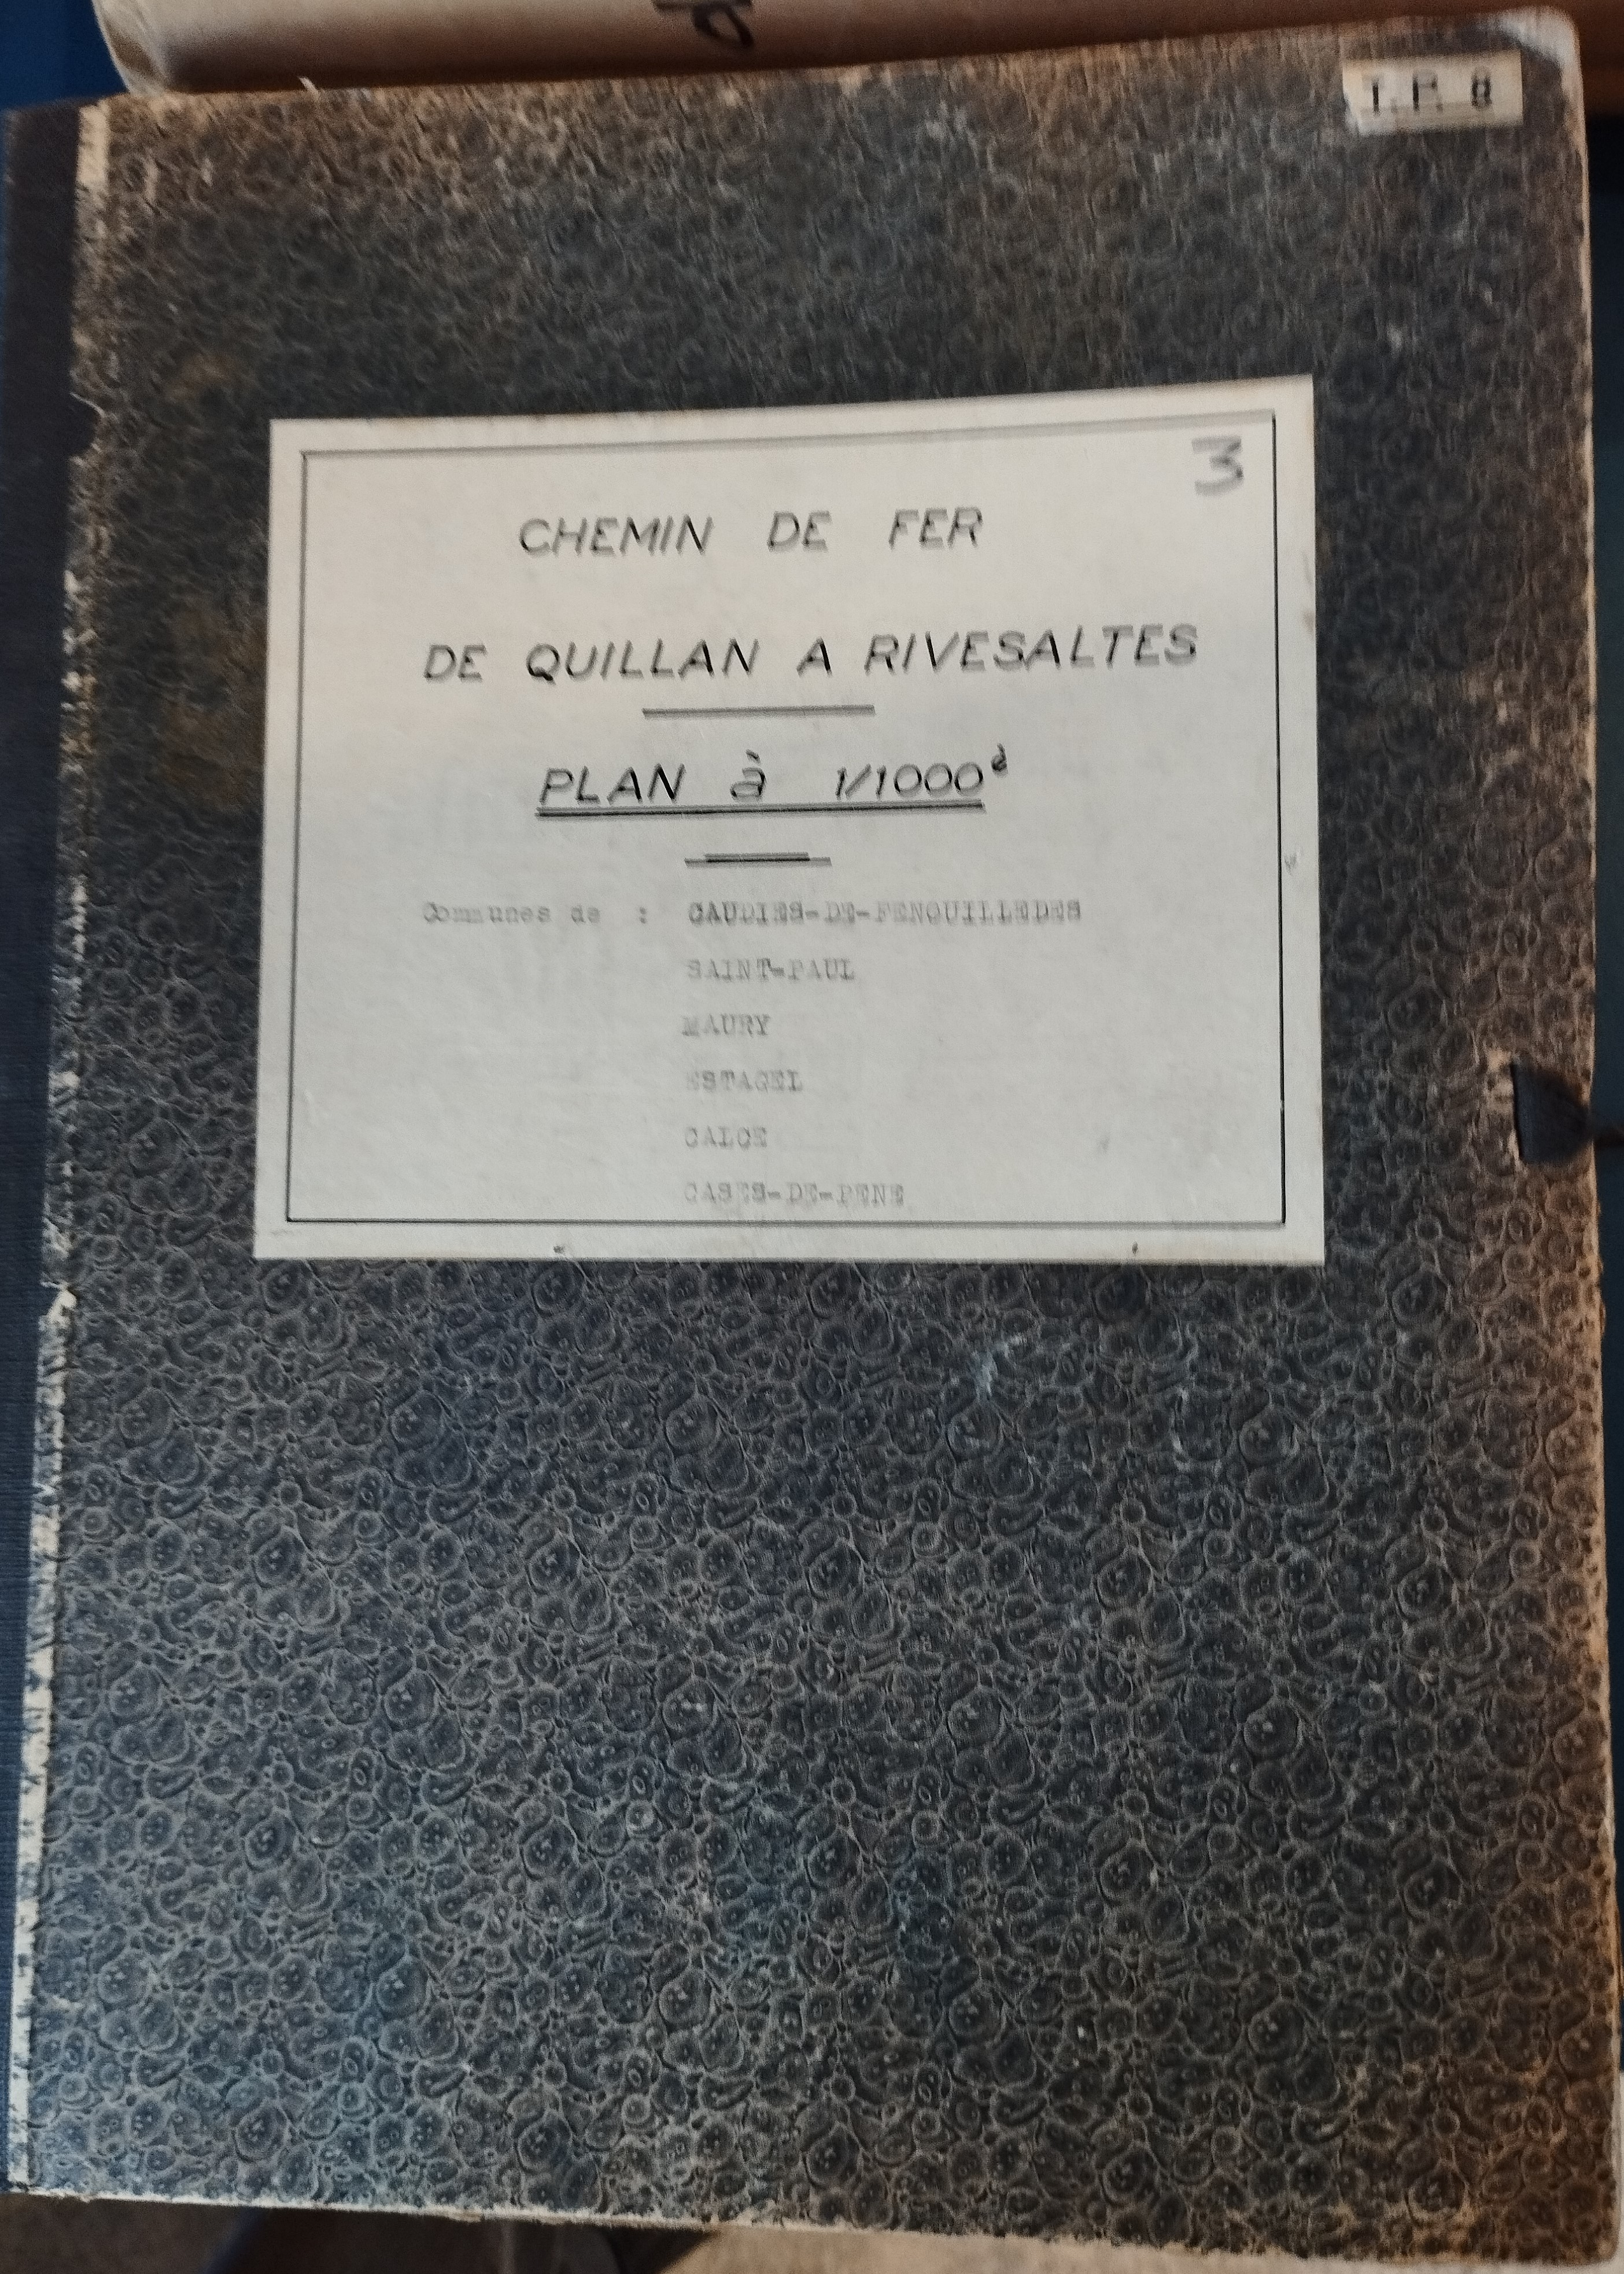 T.P. 8
3
CHEMIN DE FER
DE QUILLAN A RIVESALTES
PLAN à 1/1000è
Communes de : CAUDIES-DE-FENOUILLEDES
SAINT-PAUL
MAURY
ESTAGEL
CALCE
CASES-DE-PENE